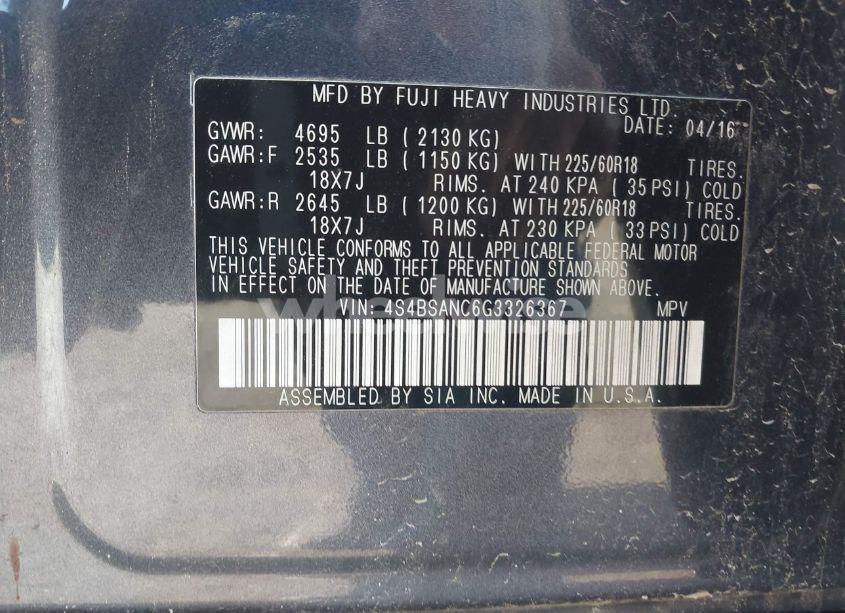 MFD BY FUJI HEAVY INDUSTRIES LTD.
DATE: 04/16
GVWR: 4695 LB ( 2130 KG)
GAWR:F 2535 LB ( 1150 KG) WITH 225/60R18 TIRES.
18X7J RIMS. AT 240 KPA ( 35 PSI) COLD
GAWR:R 2645 LB ( 1200 KG) WITH 225/60R18 TIRES.
18X7J RIMS. AT 230 KPA ( 33 PSI) COLD
THIS VEHICLE CONFORMS TO ALL APPLICABLE FEDERAL MOTOR
VEHICLE SAFETY AND THEFT PREVENTION STANDARDS
IN EFFECT ON THE DATE OF MANUFACTURE SHOWN ABOVE.
VIN: 4S4BSANC6G3326367 MPV
ASSEMBLED BY SIA INC. MADE IN U.S.A.